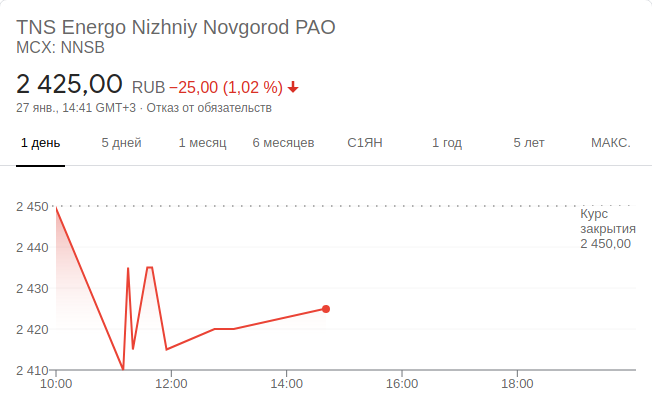 TNS Energo Nizhniy Novgorod PAO
MCX: NNSB
2 425,00 RUB −25,00 (1,02 %)
27 янв., 14:41 GMT+3 · Отказ от обязательств
1 день 5 дней 1 месяц 6 месяцев С1ЯН 1 год 5 лет МАКС.
2 450
Курс
закрытия
2 450,00
2 440
2 430
2 420
2 410
10:00 12:00 14:00 16:00 18:00